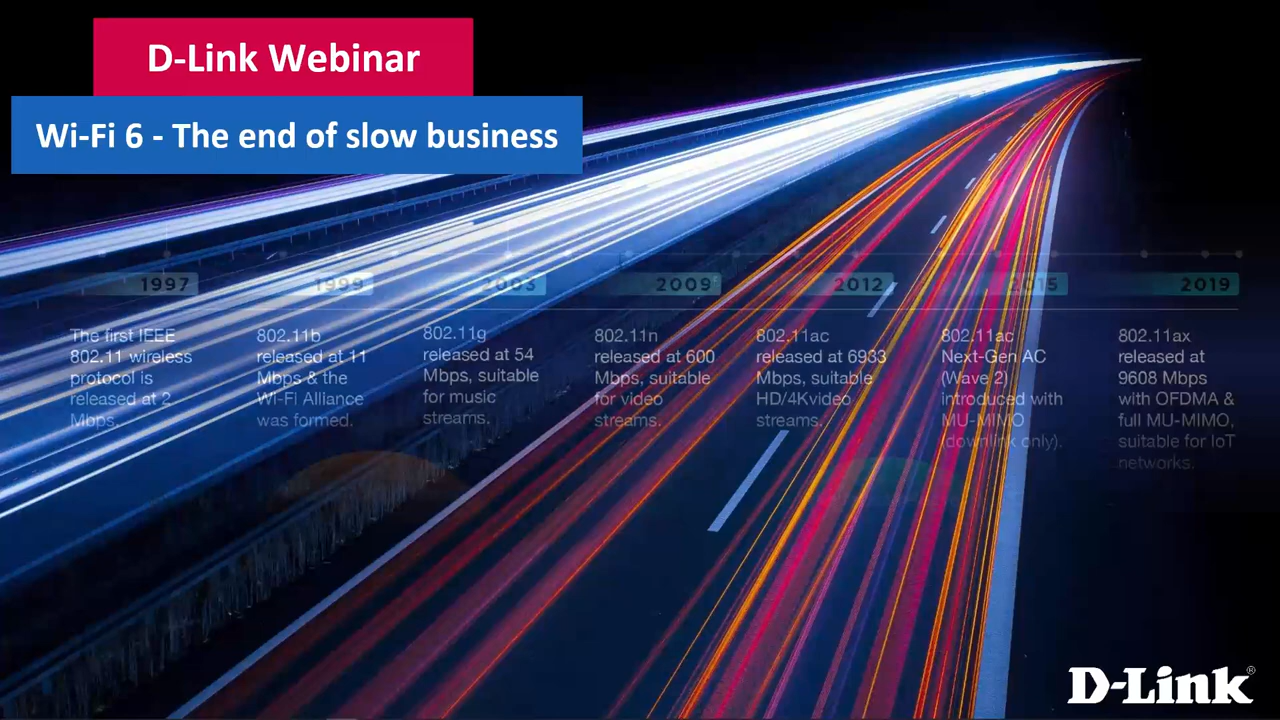 D-Link Webinar
Wi-Fi 6 - The end of slow business
1997
1999
2003
2009
2012
2015
2019
The first IEEE
802.11 wireless
protocol is
released at 2
Mbps.
802.11b
released at 11
Mbps & the
Wi-Fi Alliance
was formed.
802.11g
released at 54
Mbps, suitable
for music
streams.
802.11n
released at 600
Mbps, suitable
for video
streams.
802.11ac
released at 6933
Mbps, suitable
HD/4Kvideo
streams.
802.11ac
Next-Gen AC
(Wave 2)
introduced with
MU-MIMO
(downlink only).
802.11ax
released at
9608 Mbps
with OFDMA &
full MU-MIMO,
suitable for IoT
networks.
D-Link®